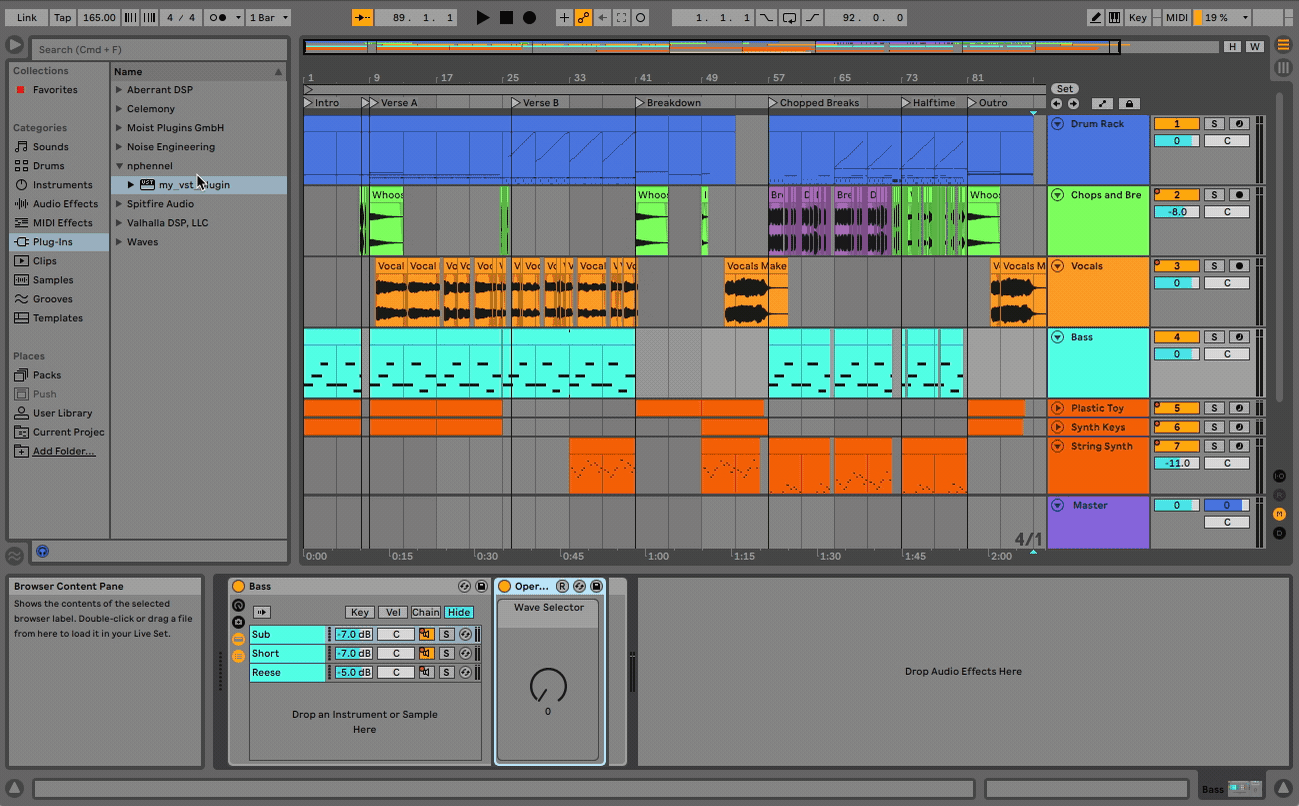 Link Tap 165.00 4 / 4 1 Bar 89. 1. 1 1. 1. 1 92. 0. 0 Key MIDI 19 %
Search (Cmd + F)
H W
Collections
Favorites
Categories
Sounds
Drums
Instruments
Audio Effects
MIDI Effects
Plug-Ins
Clips
Samples
Grooves
Templates
Places
Packs
Push
User Library
Current Projec
Add Folder...
Name
Aberrant DSP
Celemony
Moist Plugins GmbH
Noise Engineering
nphennel
Spitfire Audio
Valhalla DSP, LLC
Waves
1 9 17 25 33 41 49 57 65 73 81
Set
Intro Verse A Verse B Breakdown Chopped Breaks Halftime Outro
Drum Rack 1 S
0 C
Whoos Whoos Whoos Chops and Bre 2 S
-8.0 C
Vocal Vocal Vocal Vocals Make Vocals M Vocals 3 S
0 C
Bass 4 S
0 C
Plastic Toy 5 S
Synth Keys 6 S
String Synth 7 S
-11.0 C
Master 0 0
C
4/1
0:00 0:15 0:30 0:45 1:00 1:15 1:30 1:45 2:00
Browser Content Pane
Shows the contents of the selected
browser label. Double-click or drag a file
from here to load it in your Live Set.
Bass
Key Vel Chain Hide
Sub -7.0 dB C S
Short -7.0 dB C S
Reese -5.0 dB C S
Drop an Instrument or Sample
Here
Oper... R
Wave Selector
0
Drop Audio Effects Here
Bass